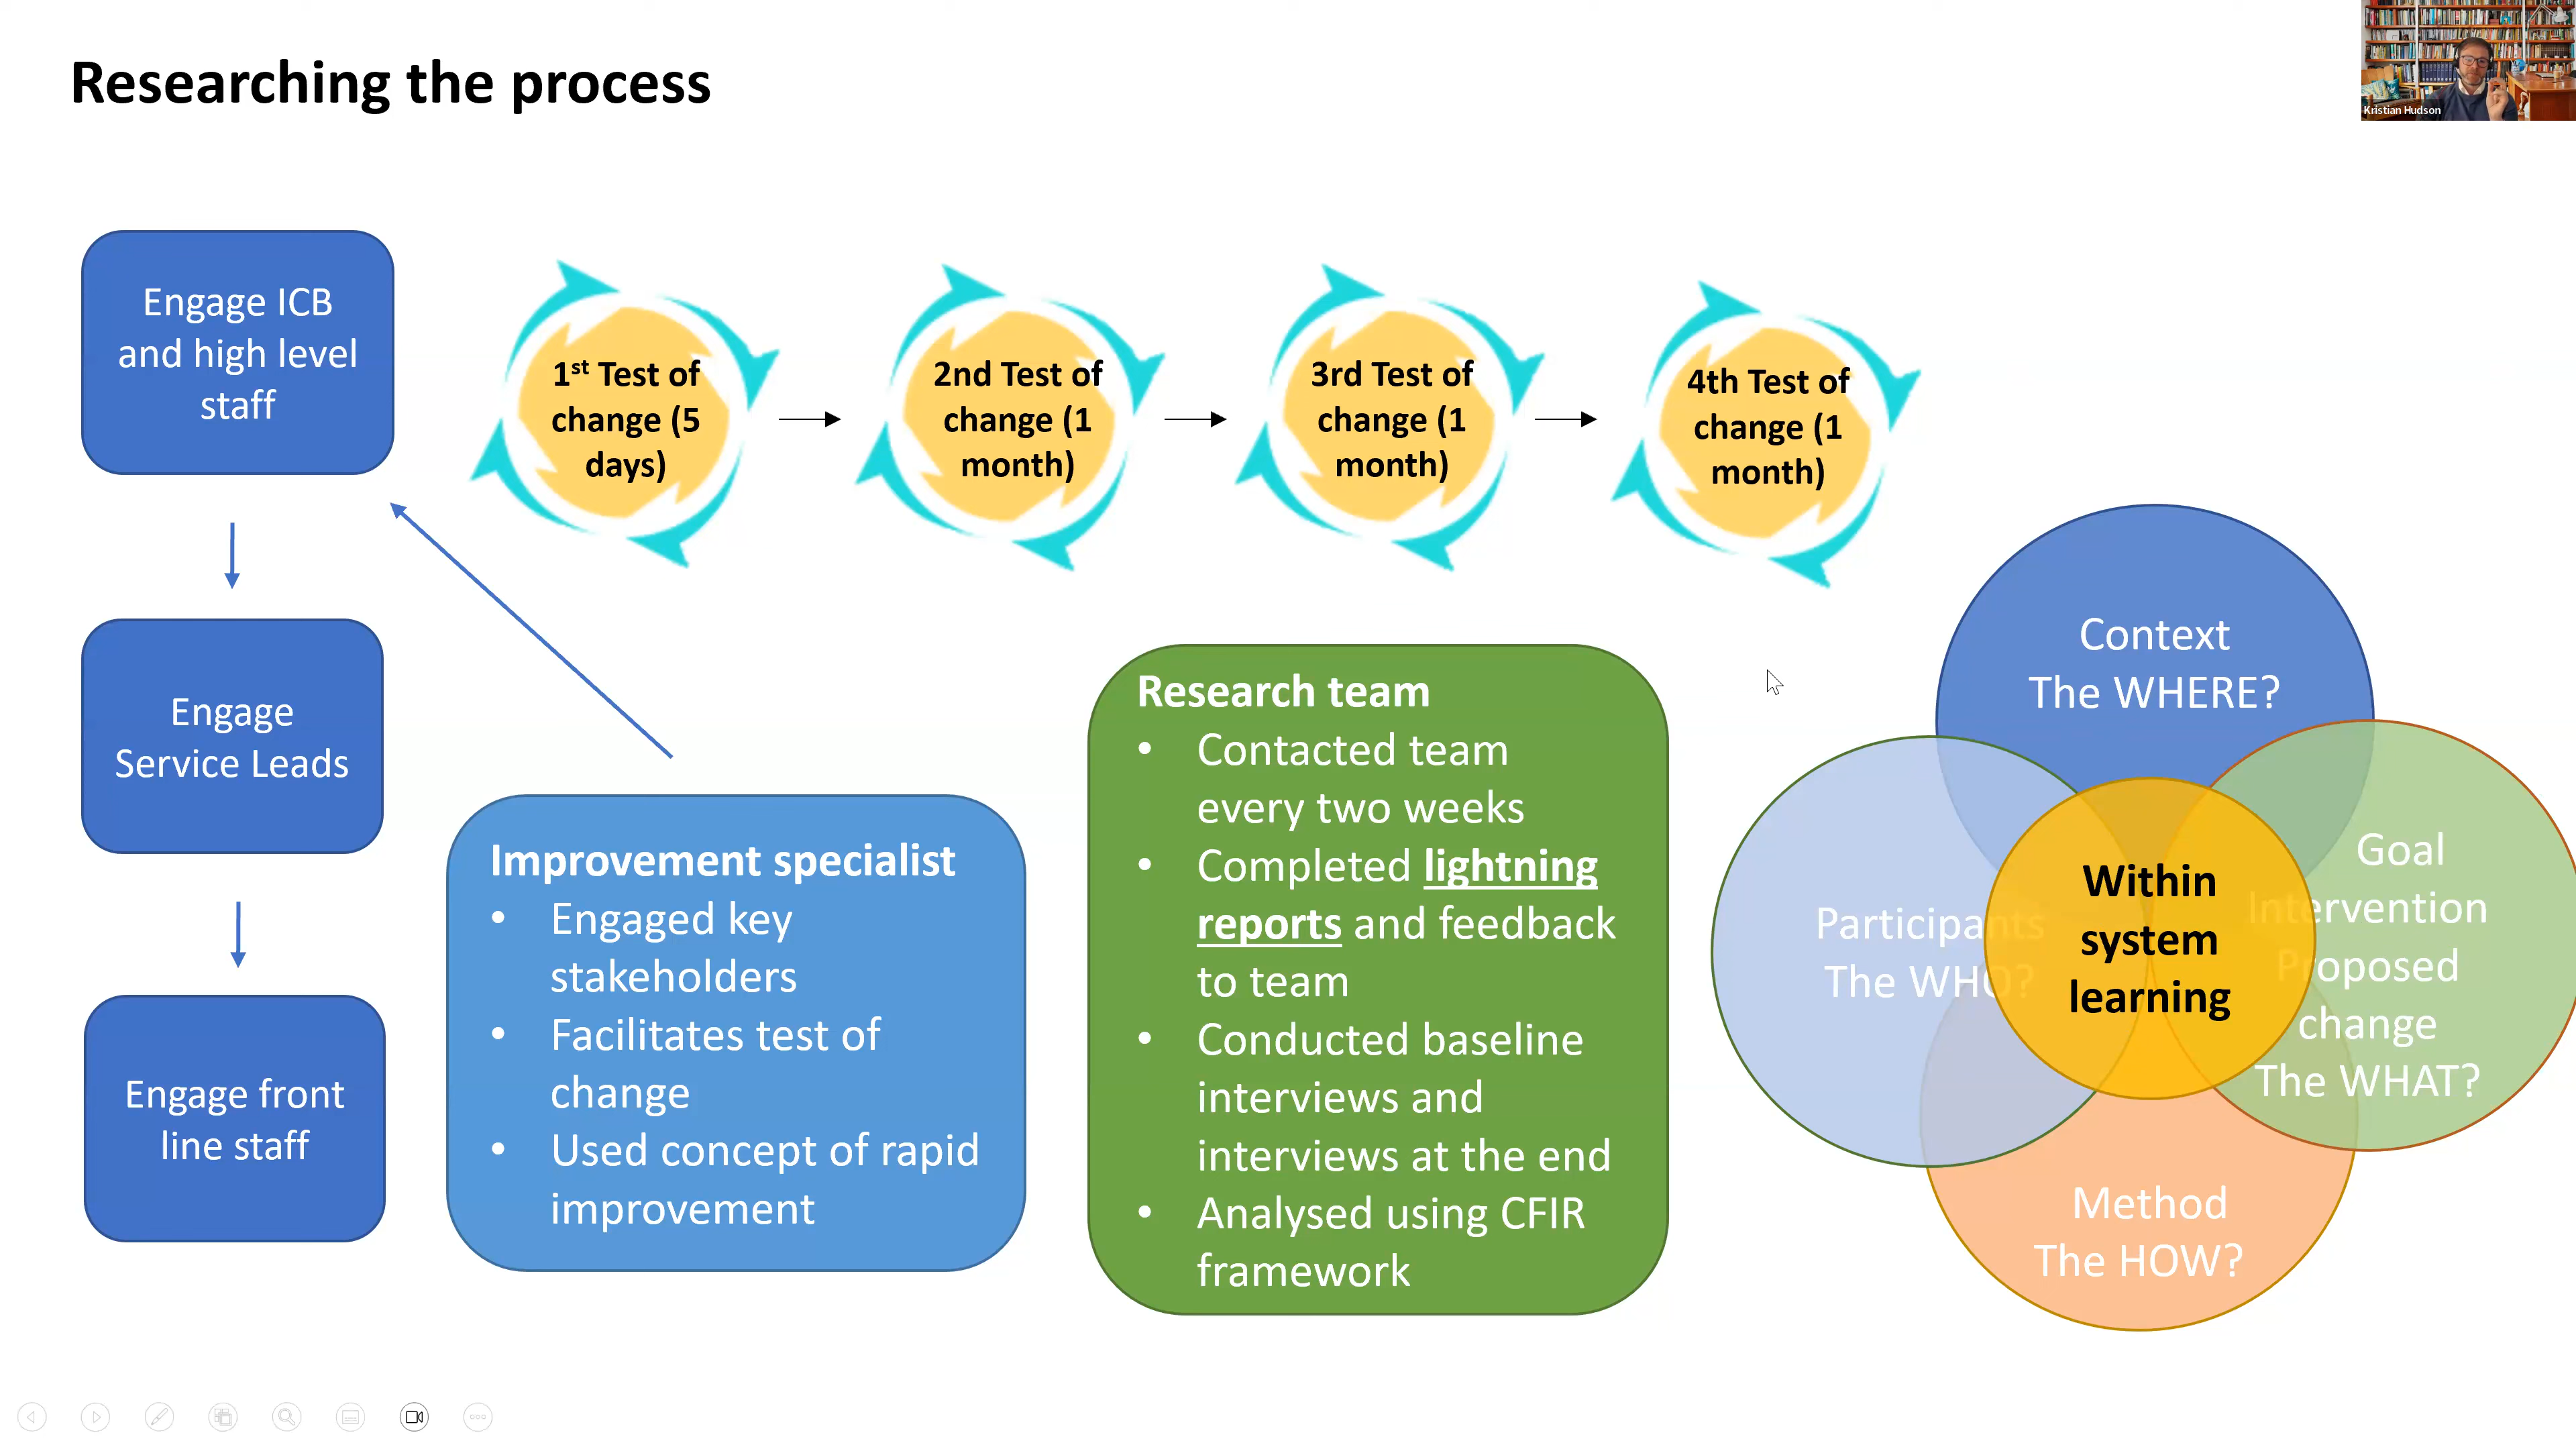 Researching the process
Kristian Hudson
Engage ICB
and high level
staff
Engage
Service Leads
Engage front
line staff
1st Test of
change (5
days)
2nd Test of
change (1
month)
3rd Test of
change (1
month)
4th Test of
change (1
month)
Improvement specialist
• Engaged key
stakeholders
• Facilitates test of
change
• Used concept of rapid
improvement
Research team
• Contacted team
every two weeks
• Completed lightning
reports and feedback
to team
• Conducted baseline
interviews and
interviews at the end
• Analysed using CFIR
framework
Context
The WHERE?
Participants
The WHO?
Within
system
learning
Goal
Intervention
Proposed
change
The WHAT?
Method
The HOW?